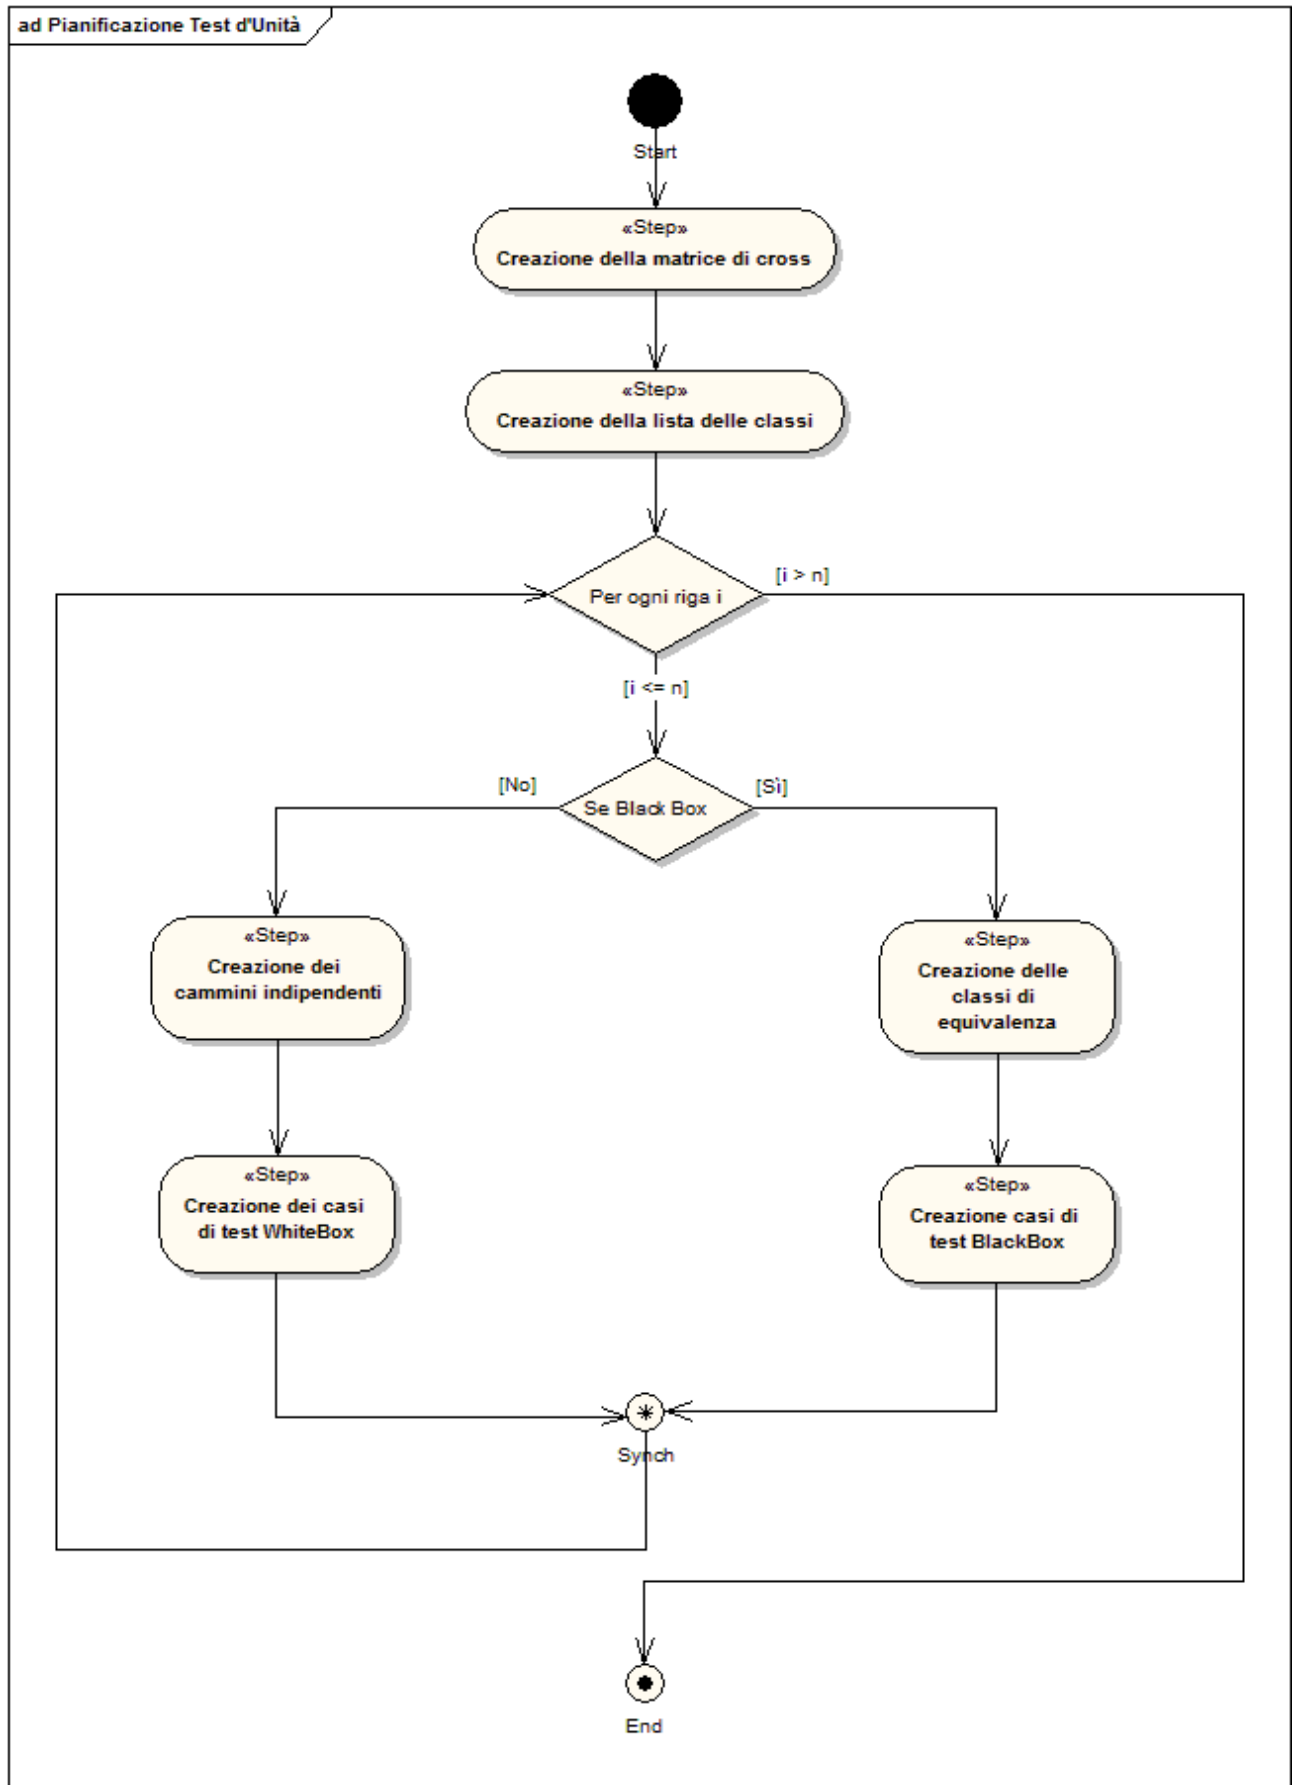 ad Pianificazione Test d'Unità
Start
«Step»
Creazione della matrice di cross
«Step»
Creazione della lista delle classi
Per ogni riga i
[i > n]
[i <= n]
Se Black Box
[No]
[Sì]
«Step»
Creazione dei
cammini indipendenti
«Step»
Creazione delle
classi di
equivalenza
«Step»
Creazione dei casi
di test WhiteBox
«Step»
Creazione casi di
test BlackBox
Synch
End